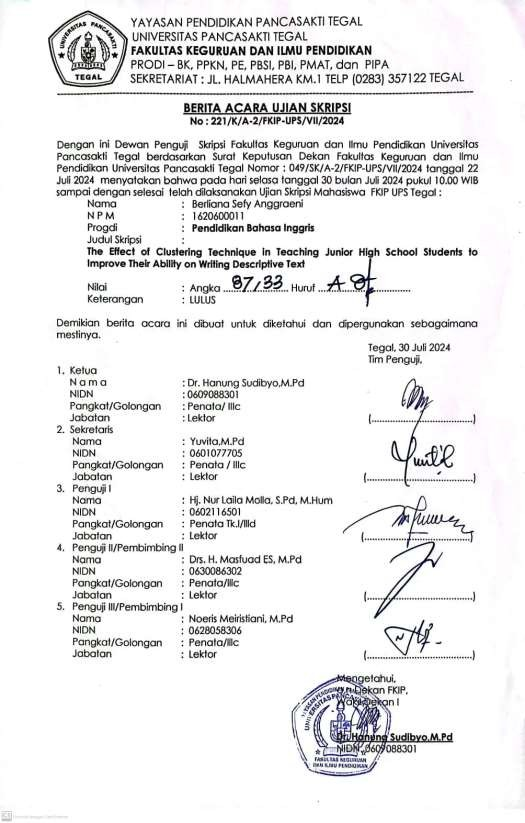 UNIVERSITAS PANCASAKTI
TEGAL
YAYASAN PENDIDIKAN PANCASAKTI TEGAL
UNIVERSITAS PANCASAKTI TEGAL
FAKULTAS KEGURUAN DAN ILMU PENDIDIKAN
PRODI – BK, PPKN, PE, PBSI, PBI, PMAT, dan PIPA
SEKRETARIAT : JL. HALMAHERA KM.1 TELP (0283) 357122 TEGAL
BERITA ACARA UJIAN SKRIPSI
No : 221/K/A-2/FKIP-UPS/VII/2024
Dengan ini Dewan Penguji Skripsi Fakultas Keguruan dan Ilmu Pendidikan Universitas
Pancasakti Tegal berdasarkan Surat Keputusan Dekan Fakultas Keguruan dan Ilmu
Pendidikan Universitas Pancasakti Tegal Nomor : 049/SK/A-2/FKIP-UPS/VII/2024 tanggal 22
Juli 2024 menyatakan bahwa pada hari selasa tanggal 30 bulan Juli 2024 pukul 10.00 WIB
sampai dengan selesai telah dilaksanakan Ujian Skripsi Mahasiswa FKIP UPS Tegal :
Nama : Berliana Sefy Anggraeni
N P M : 1620600011
Progdi : Pendidikan Bahasa Inggris
Judul Skripsi :
The Effect of Clustering Technique in Teaching Junior High School Students to
Improve Their Ability on Writing Descriptive Text
Nilai : Angka 87,33 Huruf A
Keterangan : LULUS
Demikian berita acara ini dibuat untuk diketahui dan dipergunakan sebagaimana
mestinya.
Tegal, 30 Juli 2024
Tim Penguji,
1. Ketua
N a m a : Dr. Hanung Sudibyo,M.Pd
NIDN : 0609088301
Pangkat/Golongan : Penata/ IIIc
Jabatan : Lektor (........................)
2. Sekretaris
Nama : Yuvita,M.Pd
NIDN : 0601077705
Pangkat/Golongan : Penata / IIIc
Jabatan : Lektor (........................)
3. Penguji I
Nama : Hj. Nur Laila Molla, S.Pd, M.Hum
NIDN : 0602116501
Pangkat/Golongan : Penata Tk.I/IIId
Jabatan : Lektor (........................)
4. Penguji II/Pembimbing II
Nama : Drs. H. Masfuad ES, M.Pd
NIDN : 0630086302
Pangkat/Golongan : Penata/IIIc
Jabatan : Lektor (........................)
5. Penguji III/Pembimbing I
Nama : Noeris Meiristiani, M.Pd
NIDN : 0628058306
Pangkat/Golongan : Penata/IIIc
Jabatan : Lektor (........................)
Mengetahui,
Dekan FKIP,
Wakil Dekan I
Dr. Hanung Sudibyo,M.Pd
NIDN. 0609088301
FAKULTAS KEGURUAN
DAN ILMU PENDIDIKAN